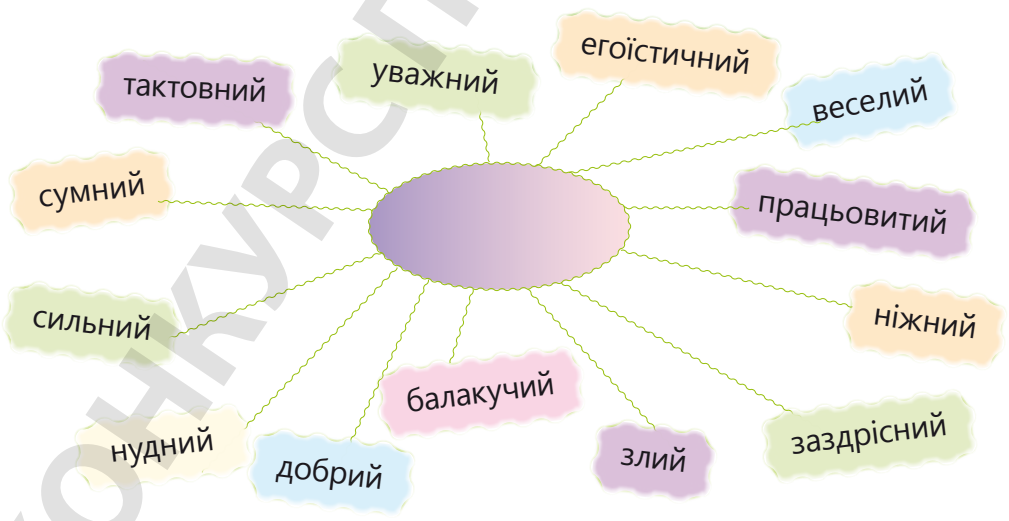 егоїстичний
уважний
тактовний
веселий
сумний
працьовитий
сильний
ніжний
балакучий
нудний
добрий
злий
заздрісний